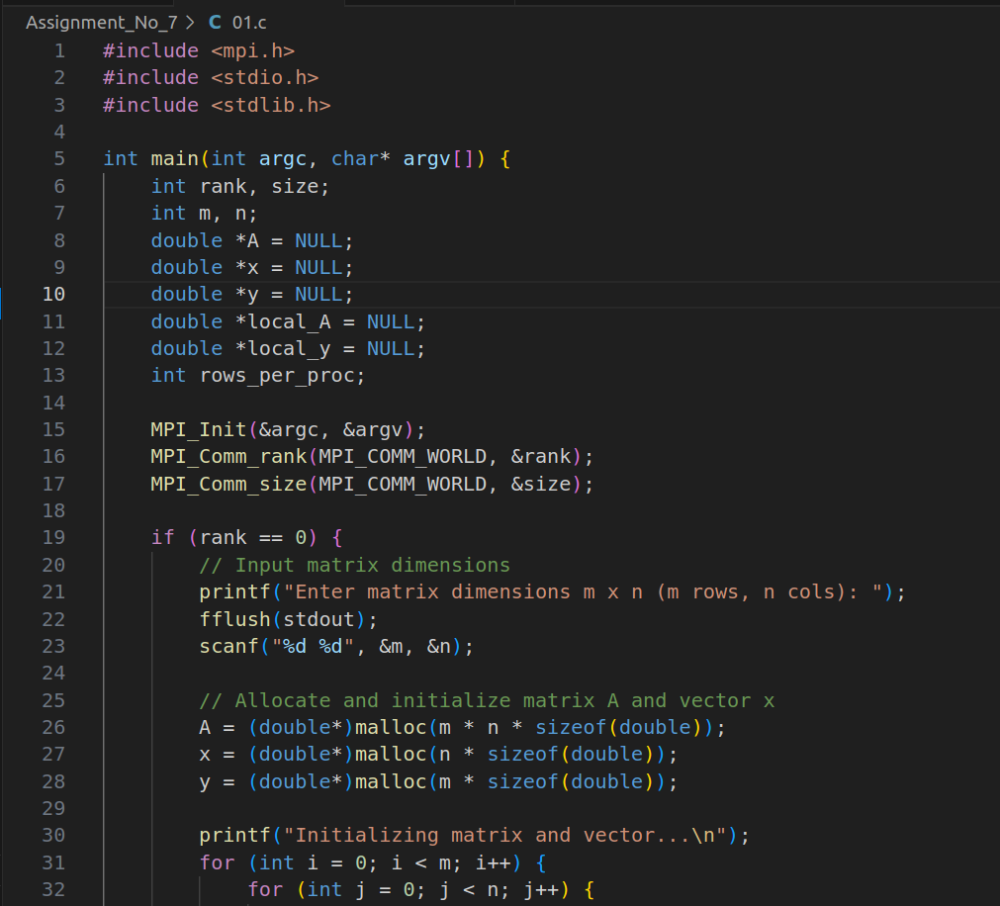 Assignment_No_7 > C 01.c
1 #include <mpi.h>
2 #include <stdio.h>
3 #include <stdlib.h>
4
5 int main(int argc, char* argv[]) {
6     int rank, size;
7     int m, n;
8     double *A = NULL;
9     double *x = NULL;
10     double *y = NULL;
11     double *local_A = NULL;
12     double *local_y = NULL;
13     int rows_per_proc;
14
15     MPI_Init(&argc, &argv);
16     MPI_Comm_rank(MPI_COMM_WORLD, &rank);
17     MPI_Comm_size(MPI_COMM_WORLD, &size);
18
19     if (rank == 0) {
20         // Input matrix dimensions
21         printf("Enter matrix dimensions m x n (m rows, n cols): ");
22         fflush(stdout);
23         scanf("%d %d", &m, &n);
24
25         // Allocate and initialize matrix A and vector x
26         A = (double*)malloc(m * n * sizeof(double));
27         x = (double*)malloc(n * sizeof(double));
28         y = (double*)malloc(m * sizeof(double));
29
30         printf("Initializing matrix and vector...\n");
31         for (int i = 0; i < m; i++) {
32             for (int j = 0; j < n; j++) {